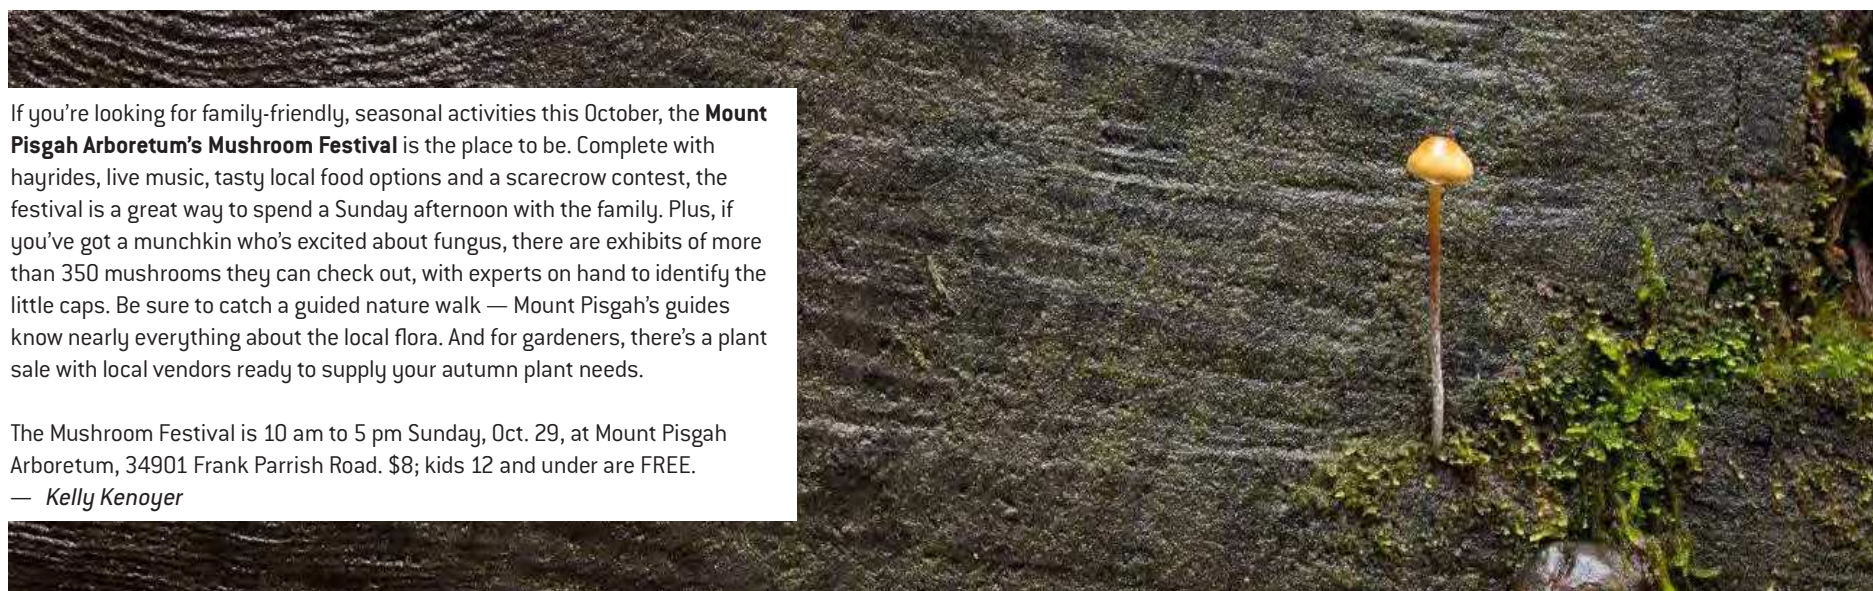 If you’re looking for family-friendly, seasonal activities this October, the Mount
Pisgah Arboretum’s Mushroom Festival is the place to be. Complete with
hayrides, live music, tasty local food options and a scarecrow contest, the
festival is a great way to spend a Sunday afternoon with the family. Plus, if
you’ve got a munchkin who’s excited about fungus, there are exhibits of more
than 350 mushrooms they can check out, with experts on hand to identify the
little caps. Be sure to catch a guided nature walk — Mount Pisgah’s guides
know nearly everything about the local flora. And for gardeners, there’s a plant
sale with local vendors ready to supply your autumn plant needs.
The Mushroom Festival is 10 am to 5 pm Sunday, Oct. 29, at Mount Pisgah
Arboretum, 34901 Frank Parrish Road. $8; kids 12 and under are FREE.
— Kelly Kenoyer